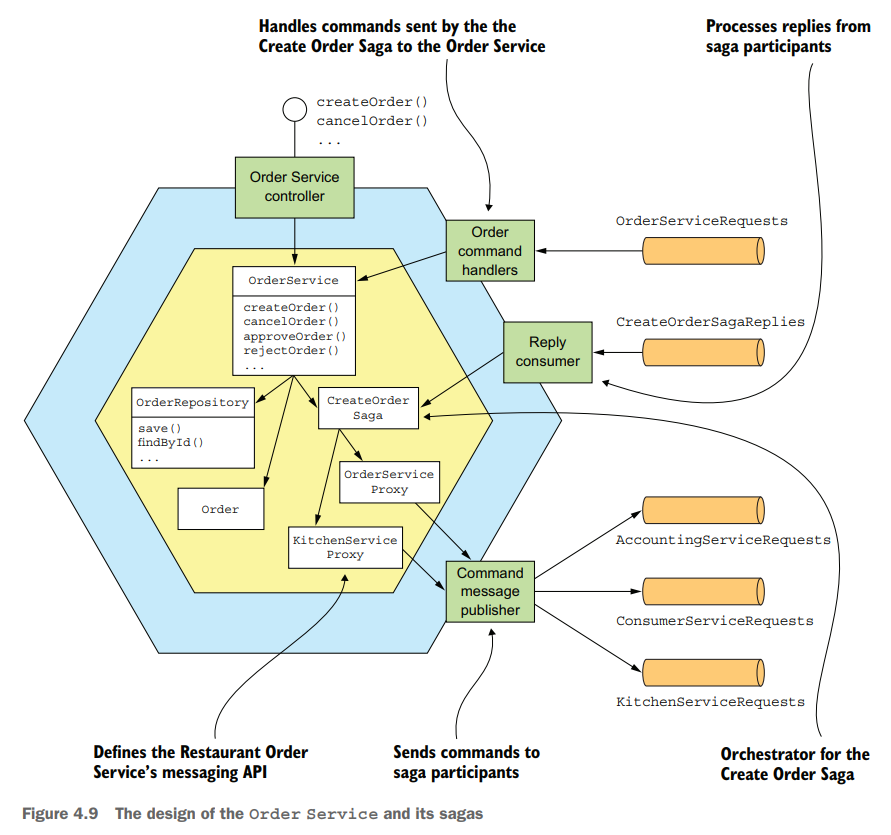 Handles commands sent by the the
Create Order Saga to the Order Service
Processes replies from
saga participants
createOrder()
cancelOrder()
...
Order Service
controller
Order
command
handlers
OrderServiceRequests
OrderService
createOrder()
cancelOrder()
approveOrder()
rejectOrder()
...
Reply
consumer
CreateOrderSagaReplies
OrderRepository
save()
findById()
...
CreateOrder
Saga
OrderService
Proxy
Order
KitchenService
Proxy
Command
message
publisher
AccountingServiceRequests
ConsumerServiceRequests
KitchenServiceRequests
Defines the Restaurant Order
Service's messaging API
Sends commands to
saga participants
Orchestrator for the
Create Order Saga
Figure 4.9 The design of the Order Service and its sagas